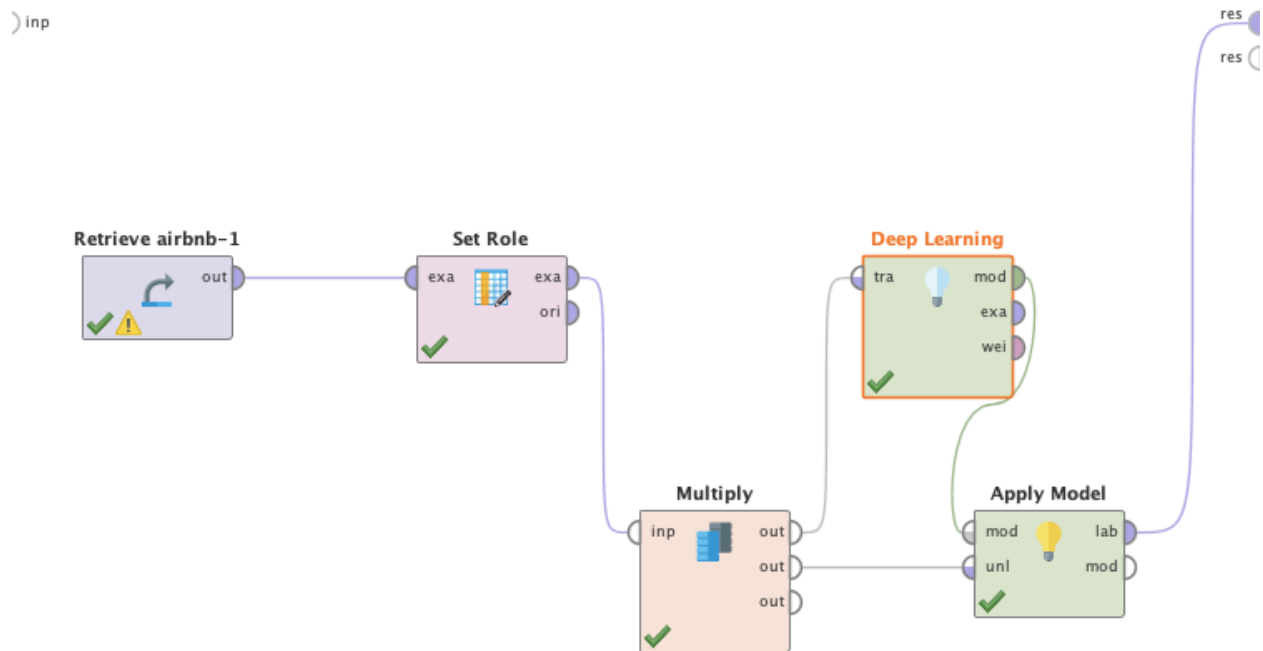 inp
res
res
Retrieve airbnb-1
out
Set Role
exa
exa
ori
Deep Learning
tra
mod
exa
wei
Multiply
inp
out
out
out
Apply Model
mod
lab
unl
mod